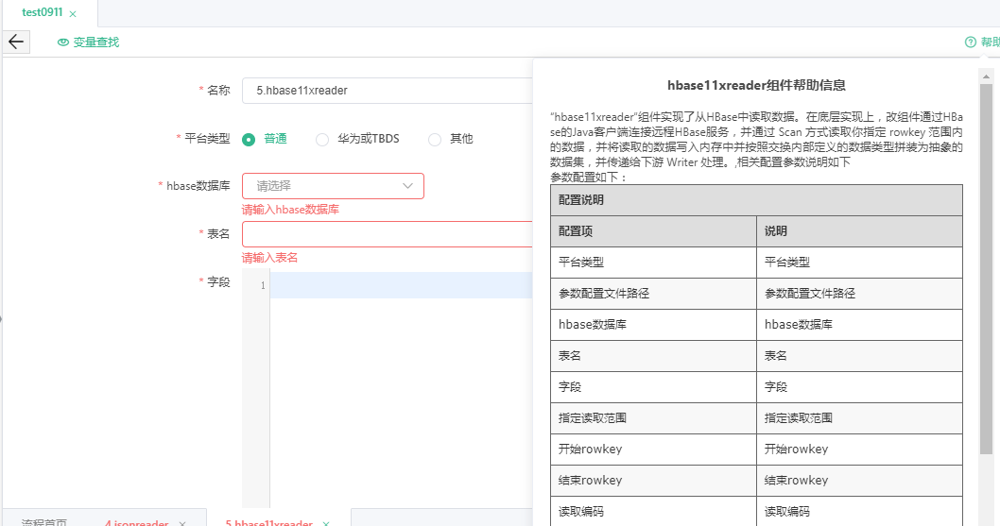 test0911 ×
变量查找
帮助
* 名称
5.hbase11xreader
* 平台类型
普通
华为或TBDS
其他
* hbase数据库
请选择
请输入hbase数据库
* 表名
请输入表名
* 字段
1
hbase11xreader组件帮助信息
“hbase11xreader”组件实现了从HBase中读取数据。在底层实现上，改组件通过HBa
se的Java客户端连接远程HBase服务，并通过 Scan 方式读取你指定 rowkey 范围内
的数据，并将读取的数据写入内存中并按照交换内部定义的数据类型拼装为抽象的
数据集，并传递给下游 Writer 处理。,相关配置参数说明如下
参数配置如下：
配置说明
配置项 说明
平台类型 平台类型
参数配置文件路径 参数配置文件路径
hbase数据库 hbase数据库
表名 表名
字段 字段
指定读取范围 指定读取范围
开始rowkey 开始rowkey
结束rowkey 结束rowkey
读取编码 读取编码
流程首页 4.jsonreader × 5.hbase11xreader ×